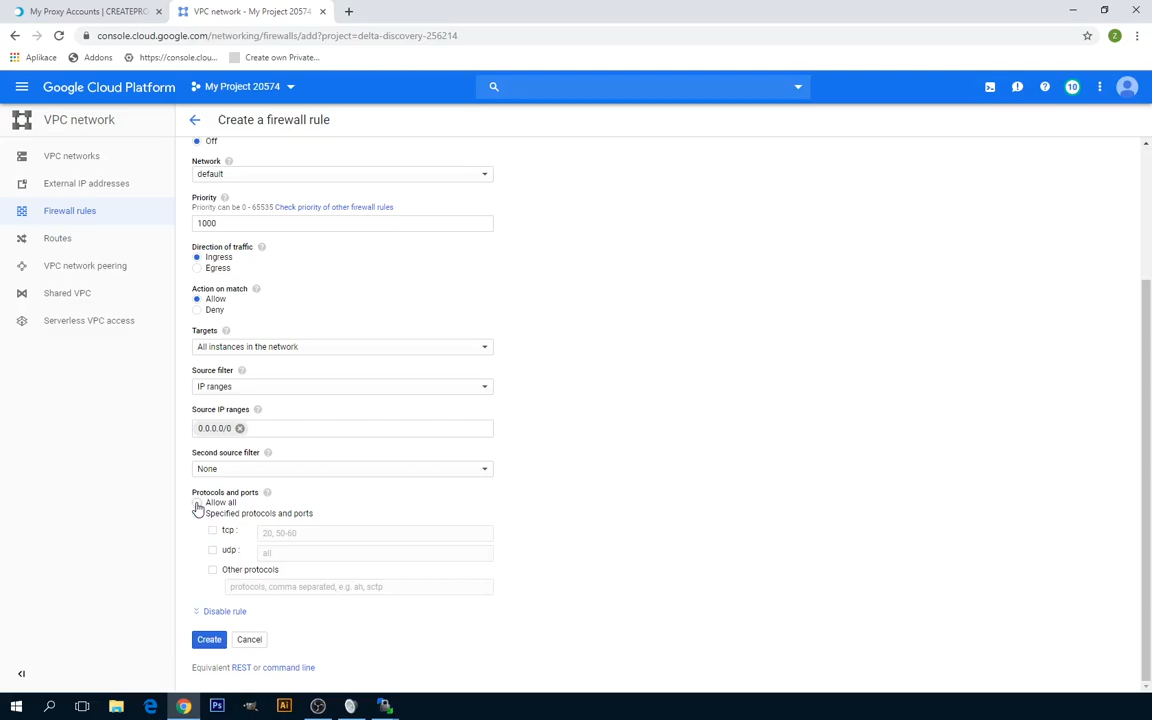 My Proxy Accounts | CREATEPRO
VPC network - My Project 20574
console.cloud.google.com/networking/firewalls/add?project=delta-discovery-256214
Z
Aplikace
Addons
https://console.clou...
Create own Private...
Google Cloud Platform
My Project 20574
10
VPC network
Create a firewall rule
VPC networks
External IP addresses
Firewall rules
Routes
VPC network peering
Shared VPC
Serverless VPC access
Off
Network
default
Priority
Priority can be 0 - 65535 Check priority of other firewall rules
1000
Direction of traffic
Ingress
Egress
Action on match
Allow
Deny
Targets
All instances in the network
Source filter
IP ranges
Source IP ranges
0.0.0.0/0
Second source filter
None
Protocols and ports
Allow all
Specified protocols and ports
tcp : 20, 50-60
udp : all
Other protocols
protocols, comma separated, e.g. ah, sctp
Disable rule
Create Cancel
Equivalent REST or command line
Ps
Ai